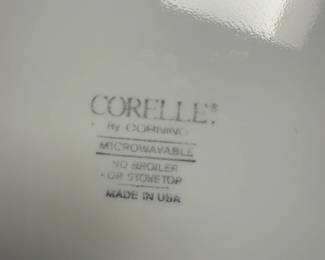 CORELLE®
By CORNING
MICROWAVABLE
NO BROILER
OR STOVETOP
MADE IN USA